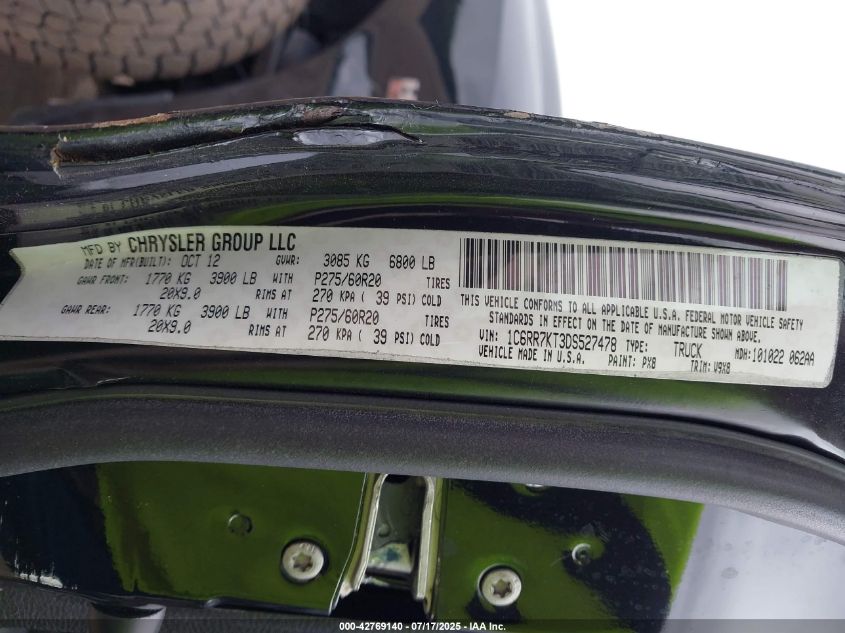 MFD BY CHRYSLER GROUP LLC
DATE OF MFR(BUILT): OCT 12 GVWR: 3085 KG 6800 LB
GAWR FRONT: 1770 KG 3900 LB WITH P275/60R20 TIRES
20X9.0 RIMS AT 270 KPA ( 39 PSI) COLD
GAWR REAR: 1770 KG 3900 LB WITH P275/60R20 TIRES
20X9.0 RIMS AT 270 KPA ( 39 PSI) COLD
THIS VEHICLE CONFORMS TO ALL APPLICABLE U.S.A. FEDERAL MOTOR VEHICLE SAFETY
STANDARDS IN EFFECT ON THE DATE OF MANUFACTURE SHOWN ABOVE.
VIN: 1C6RR7KT3DS527478 TYPE: TRUCK MDH: 101022 062AA
VEHICLE MADE IN U.S.A. PAINT: PX8 TRIM: V9X8
000-42769140 - 07/17/2025 - IAA Inc.